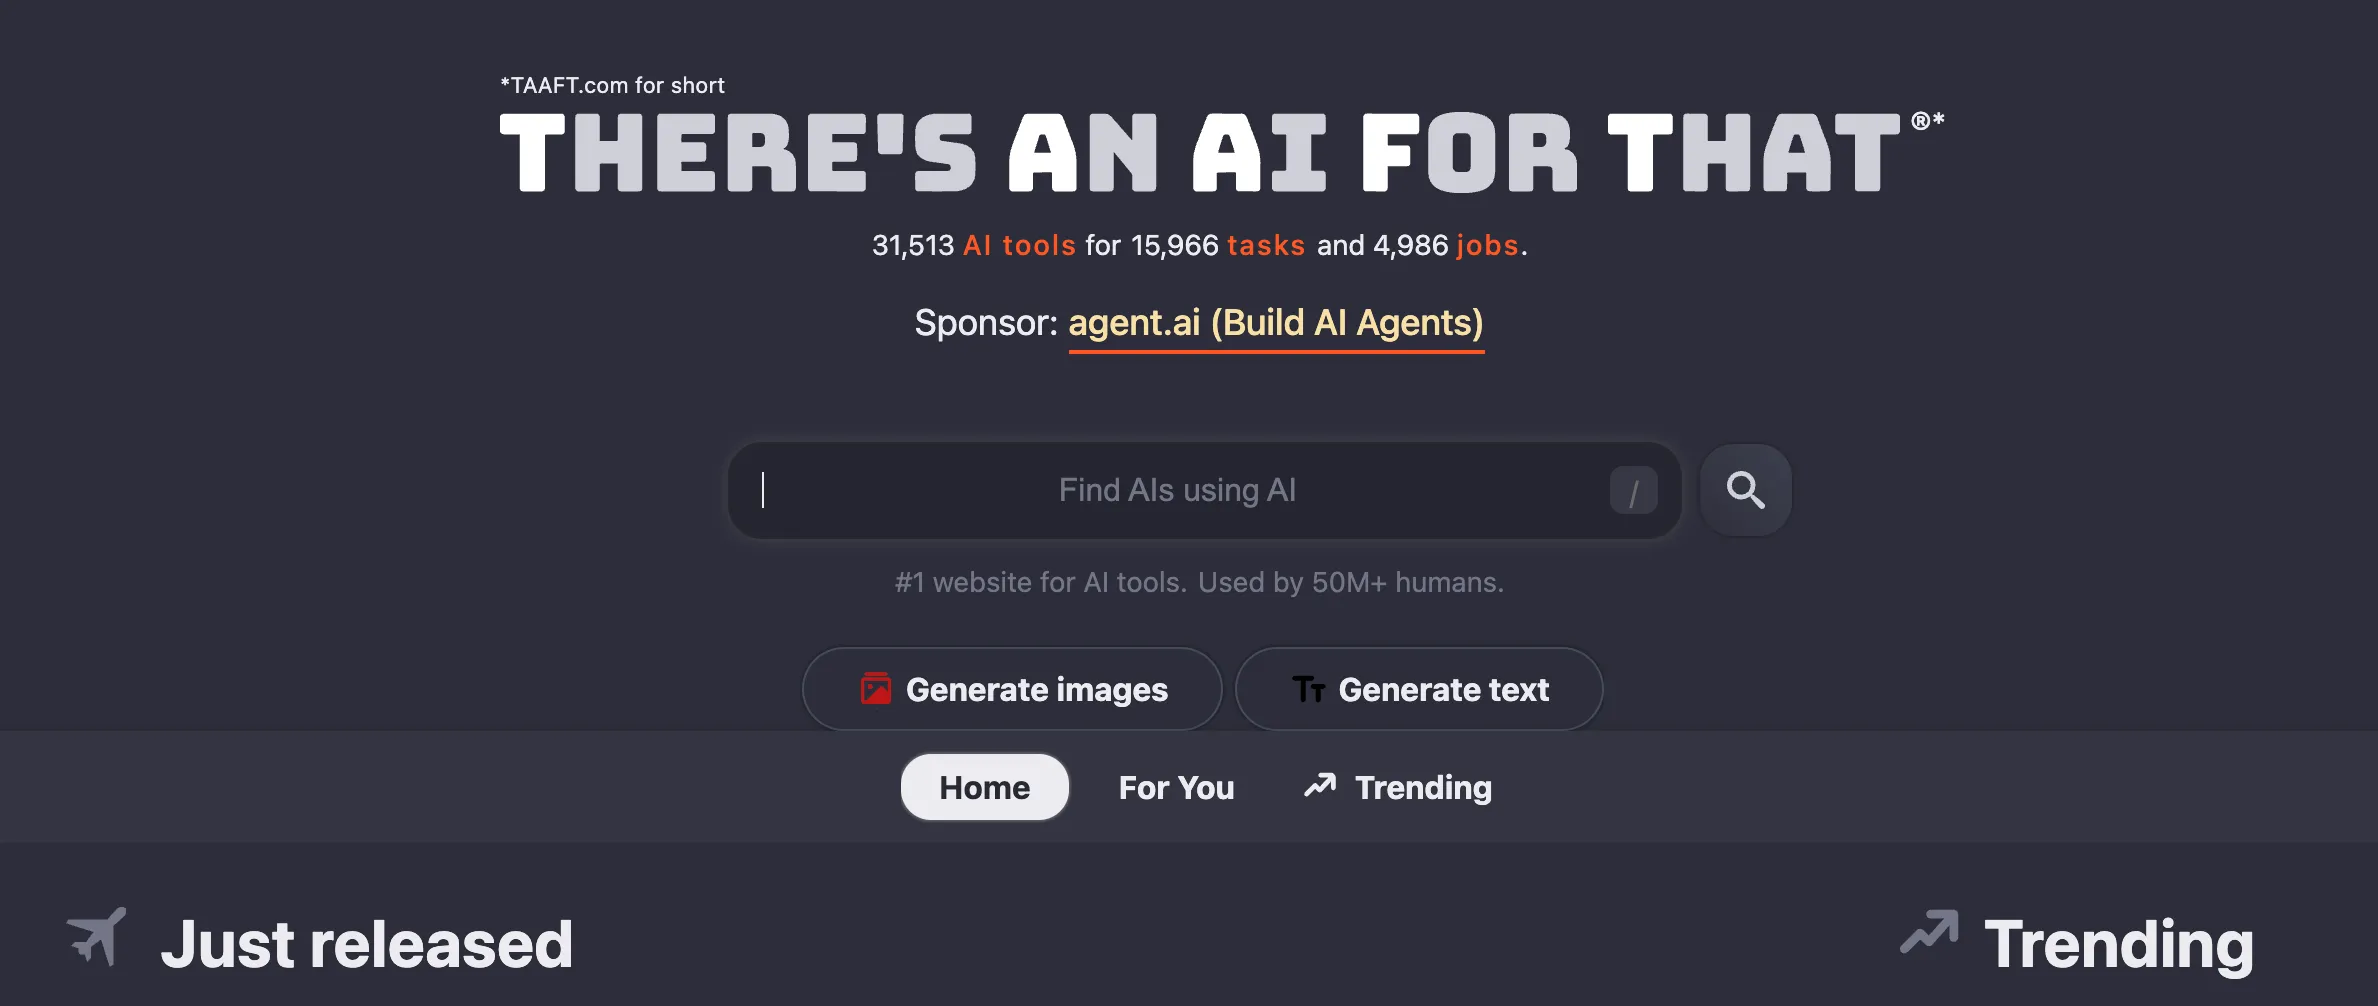 *TAAFT.com for short
THERE'S AN AI FOR THAT®*
31,513 AI tools for 15,966 tasks and 4,986 jobs.
Sponsor: agent.ai (Build AI Agents)
Find AIs using AI /
#1 website for AI tools. Used by 50M+ humans.
Generate images Generate text
Home For You Trending
Just released Trending